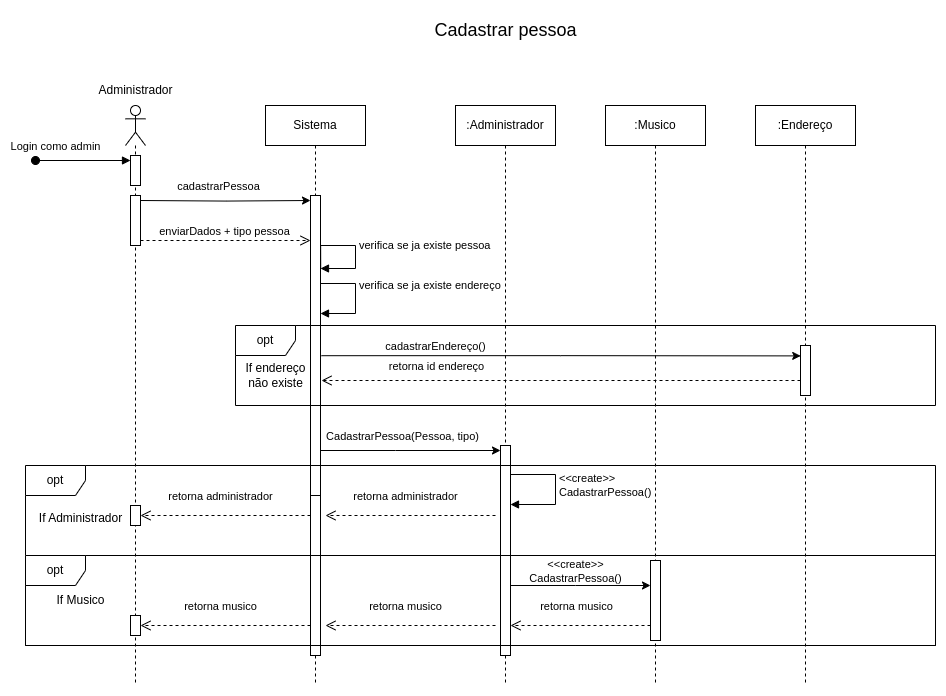 Cadastrar pessoa
Administrador
Sistema
:Administrador
:Musico
:Endereço
Login como admin
cadastrarPessoa
enviarDados + tipo pessoa
verifica se ja existe pessoa
verifica se ja existe endereço
opt
If endereço
não existe
cadastrarEndereço()
retorna id endereço
CadastrarPessoa(Pessoa, tipo)
opt
If Administrador
<<create>>
CadastrarPessoa()
retorna administrador
retorna administrador
opt
If Musico
<<create>>
CadastrarPessoa()
retorna musico
retorna musico
retorna musico